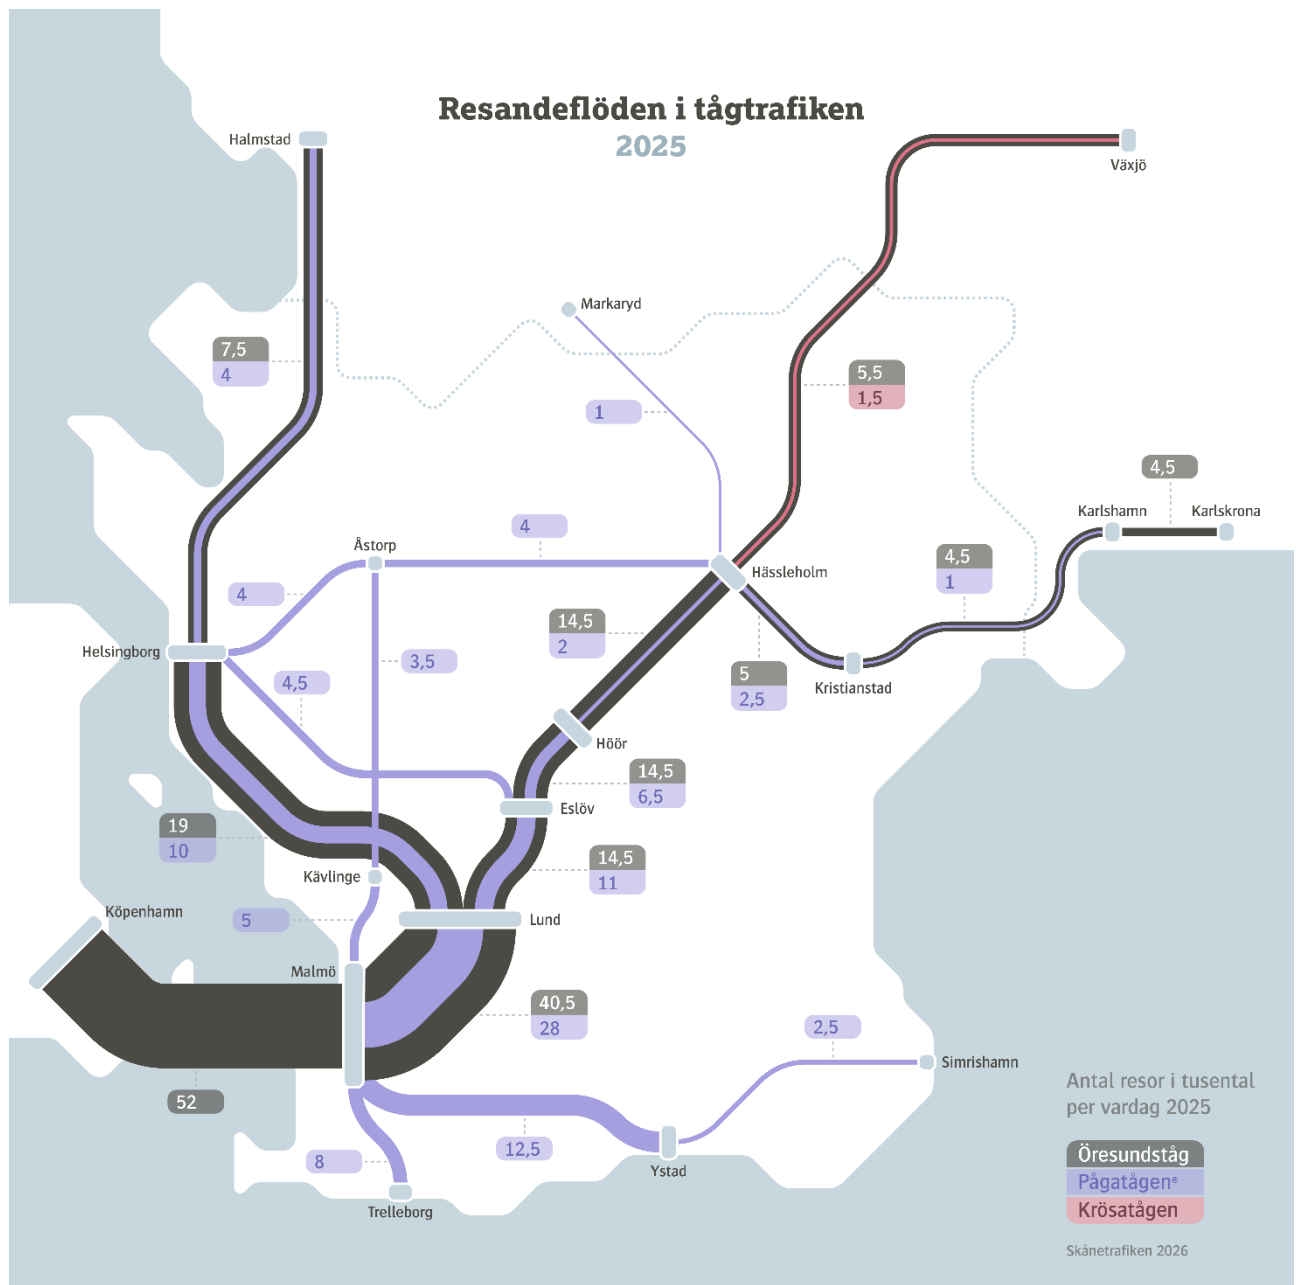 Resandeflöden i tågtrafiken
2025
Halmstad
Växjö
Markaryd
7,5
4
5,5
1,5
1
4,5
Karlshamn
Karlskrona
4
Åstorp
Hässleholm
4,5
1
4
14,5
2
Helsingborg
3,5
4,5
5
2,5
Kristianstad
Höör
14,5
6,5
Eslöv
19
10
14,5
11
Kävlinge
Köpenhamn
5
Lund
Malmö
40,5
28
2,5
Simrishamn
52
12,5
8
Ystad
Trelleborg
Antal resor i tusental
per vardag 2025
Öresundståg
Pågatågen®
Krösatågen
Skånetrafiken 2026